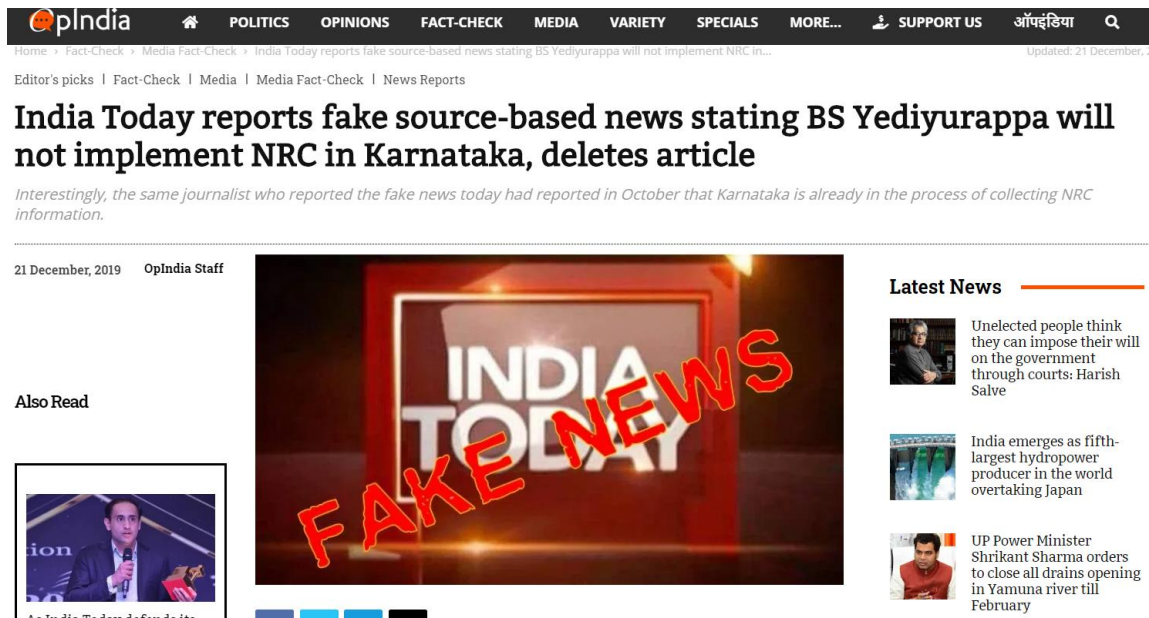 OpIndia
POLITICS OPINIONS FACT-CHECK MEDIA VARIETY SPECIALS MORE... SUPPORT US ऑपइंडिया
Home › Fact-Check › Media Fact-Check › India Today reports fake source-based news stating BS Yediyurappa will not implement NRC in...
Updated: 21 December,
Editor's picks | Fact-Check | Media | Media Fact-Check | News Reports
India Today reports fake source-based news stating BS Yediyurappa will
not implement NRC in Karnataka, deletes article
Interestingly, the same journalist who reported the fake news today had reported in October that Karnataka is already in the process of collecting NRC
information.
21 December, 2019 OpIndia Staff
INDIA
TODAY
FAKE NEWS
Also Read
tion
Latest News
Unelected people think
they can impose their will
on the government
through courts: Harish
Salve
India emerges as fifth-
largest hydropower
producer in the world
overtaking Japan
UP Power Minister
Shrikant Sharma orders
to close all drains opening
in Yamuna river till
February